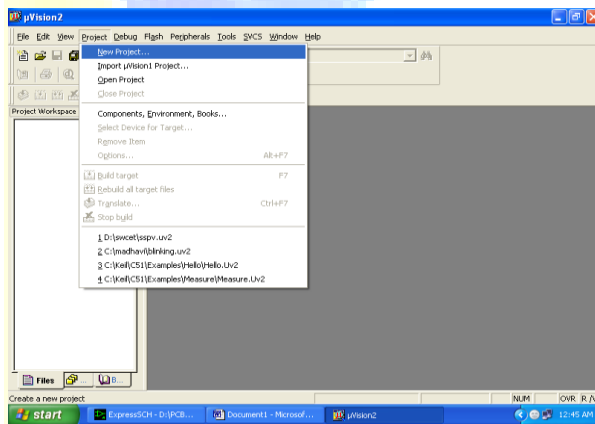 µVision2
File Edit View Project Debug Flash Peripherals Tools SVCS Window Help
New Project...
Import µVision1 Project...
Open Project
Close Project
Project Workspace
Components, Environment, Books...
Select Device for Target...
Remove Item
Options... Alt+F7
Build target F7
Rebuild all target files
Translate... Ctrl+F7
Stop build
1 D:\swcet\sspv.uv2
2 C:\madhavi\blinking.uv2
3 C:\Keil\C51\Examples\Hello\Hello.Uv2
4 C:\Keil\C51\Examples\Measure\Measure.Uv2
Files ... B...
Create a new project NUM OVR R /W
start ExpressSCH - D:\PCB... Document1 - Microsof... µVision2 12:45 AM